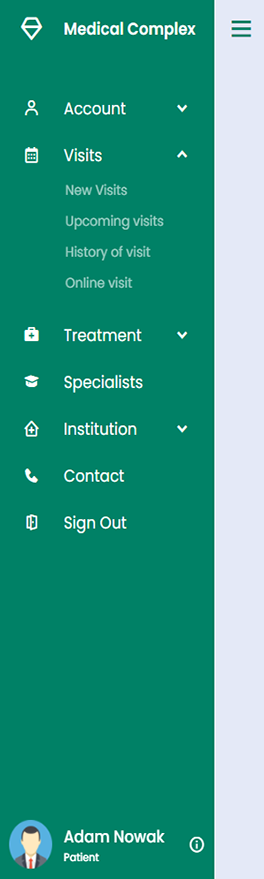 Medical Complex
Account
Visits
New Visits
Upcoming visits
History of visit
Online visit
Treatment
Specialists
Institution
Contact
Sign Out
Adam Nowak
Patient